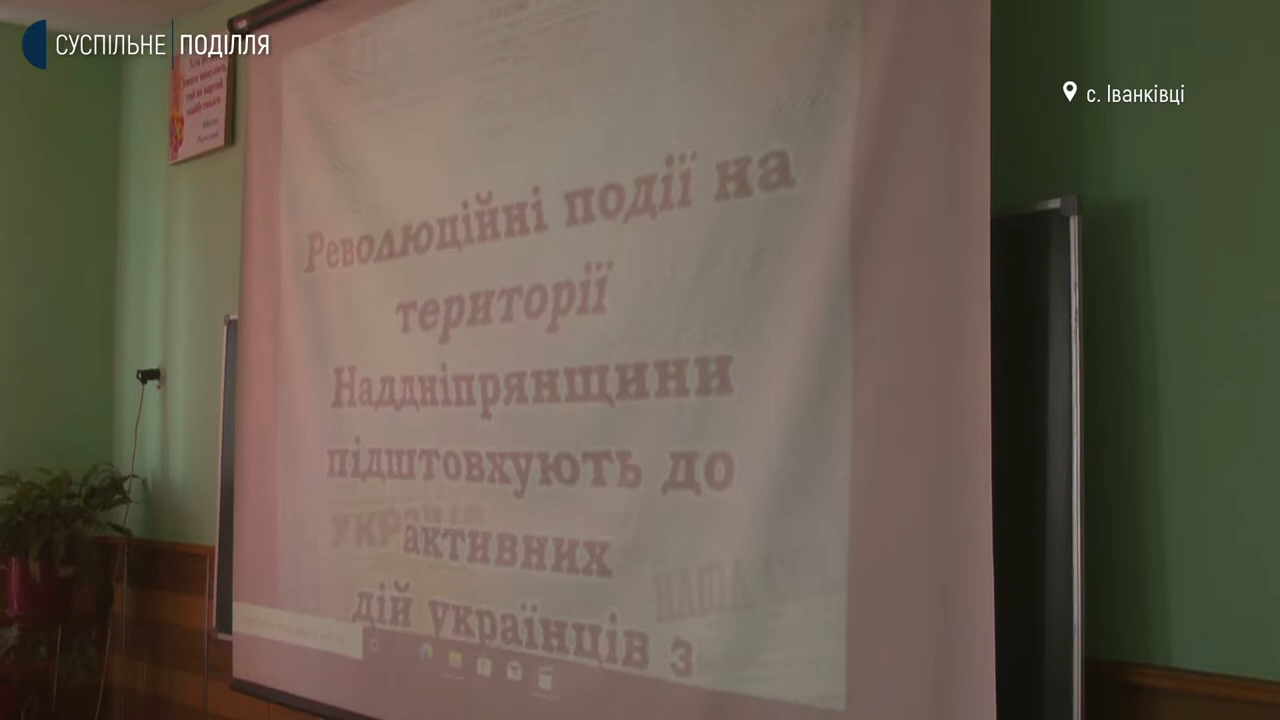 СУСПІЛЬНЕ ПОДІЛЛЯ
с. Іванківці
Революційні події на
території
Наддніпрянщини
підштовхують до
активних
дій українців з